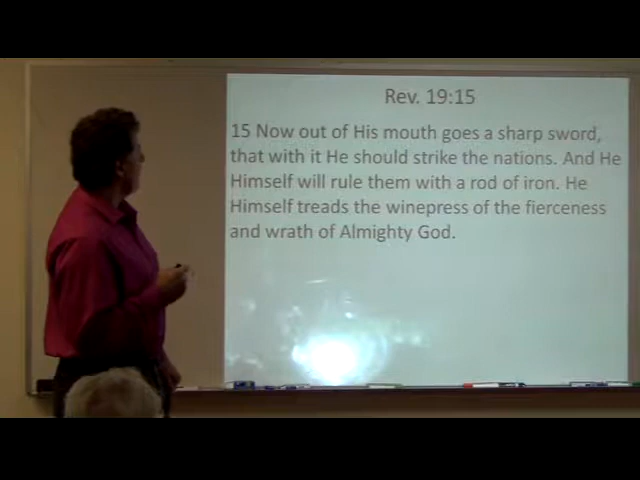 Rev. 19:15
15 Now out of His mouth goes a sharp sword,
that with it He should strike the nations. And He
Himself will rule them with a rod of iron. He
Himself treads the winepress of the fierceness
and wrath of Almighty God.